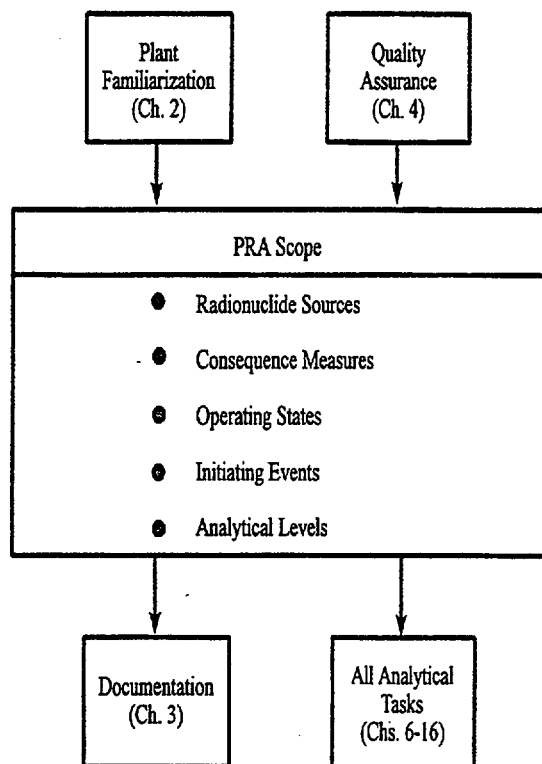 Plant
Familiarization
(Ch. 2)
Quality
Assurance
(Ch. 4)
PRA Scope
Radionuclide Sources
Consequence Measures
Operating States
Initiating Events
Analytical Levels
Documentation
(Ch. 3)
All Analytical
Tasks
(Chs. 6-16)